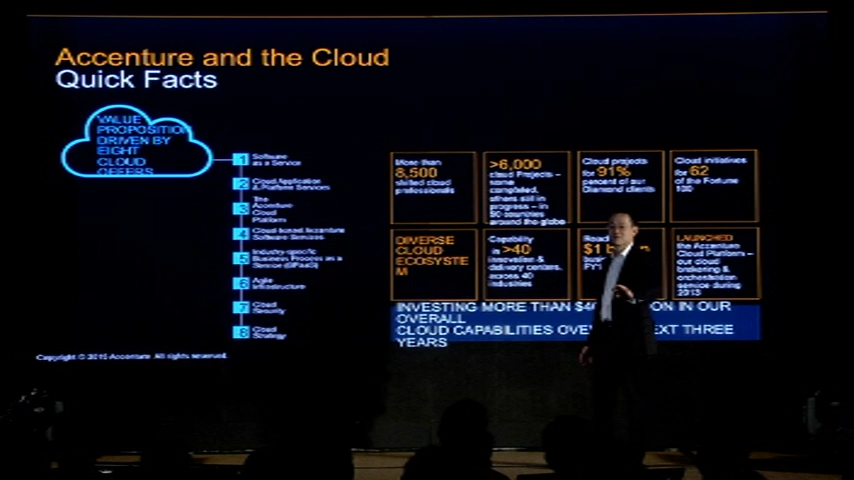 Accenture and the Cloud
Quick Facts
VALUE
PROPOSITION
DRIVEN BY
EIGHT
CLOUD
OFFERS
1 Software
as a Service
2 Cloud Application
& Platform Services
3 The
Accenture
Cloud
Platform
4 Cloud-based Accenture
Software Services
5 Industry-specific
Business Process as a
Service (BPaaS)
6 Agile
Infrastructure
7 Cloud
Security
8 Cloud
Strategy
More than
8,500
skilled cloud
professionals
>6,000
cloud Projects –
some
completed,
others still in
progress – in
50 countries
around the globe
Cloud projects
for 91%
percent of our
Diamond clients
Cloud initiatives
for 62
of the Fortune
100
DIVERSE
CLOUD
ECOSYSTE
M
Capability
in >40
innovation &
delivery centers,
across 40
industries
$1
LAUNCHED
the Accenture
Cloud Platform –
our cloud
brokering &
orchestration
service during
2013
INVESTING MORE THAN IN OUR
OVERALL
CLOUD CAPABILITIES THREE
YEARS
Copyright © 2015 Accenture All rights reserved.